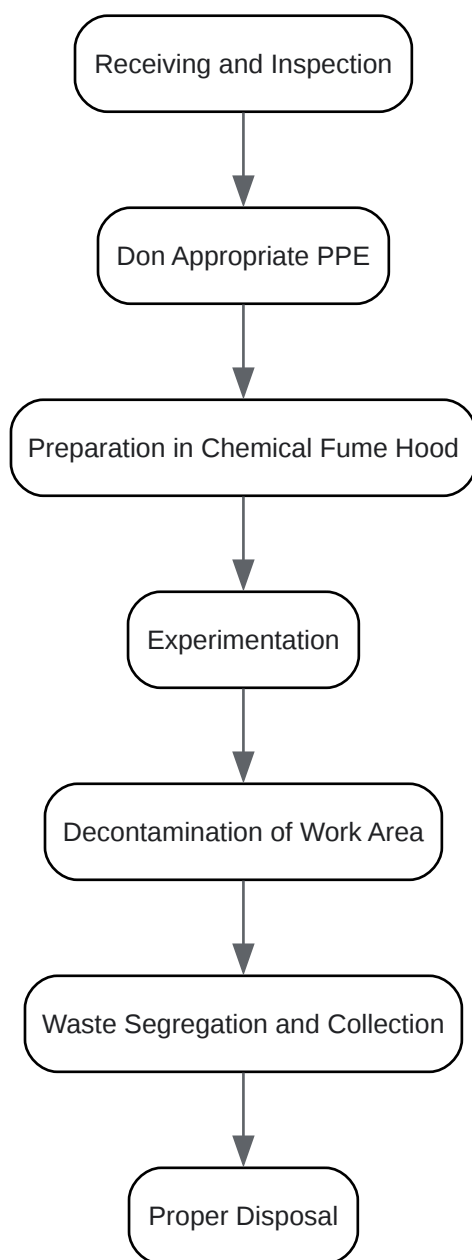 Receiving and Inspection
Don Appropriate PPE
Preparation in Chemical Fume Hood
Experimentation
Decontamination of Work Area
Waste Segregation and Collection
Proper Disposal